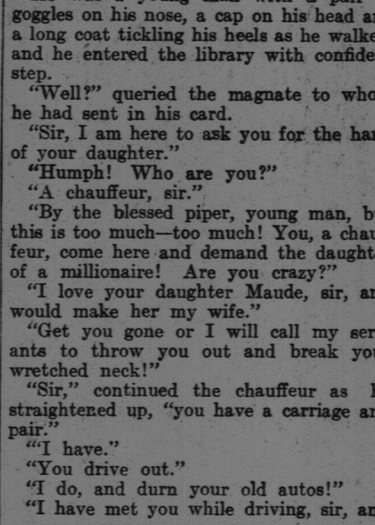 goggles on his nose, a cap on his head a
a long coat tickling his heels as he walke
and he entered the library with confide
step.
"Well?" queried the magnate to who
he had sent in his card.
"Sir, I am here to ask you for the ha
of your daughter."
"Humph! Who are you?"
"A chauffeur, sir."
"By the blessed piper, young man, b
this is too much—too much! You, a chau
feur, come here and demand the daught
of a millionaire! Are you crazy?"
"I love your daughter Maude, sir, a
would make her my wife."
"Get you gone or I will call my ser
ants to throw you out and break yo
wretched neck!"
"Sir," continued the chauffeur as
straightened up, "you have a carriage a
pair."
"'I have."
"You drive out."
"I do, and durn your old autos!"
"I have met you while driving, sir, an